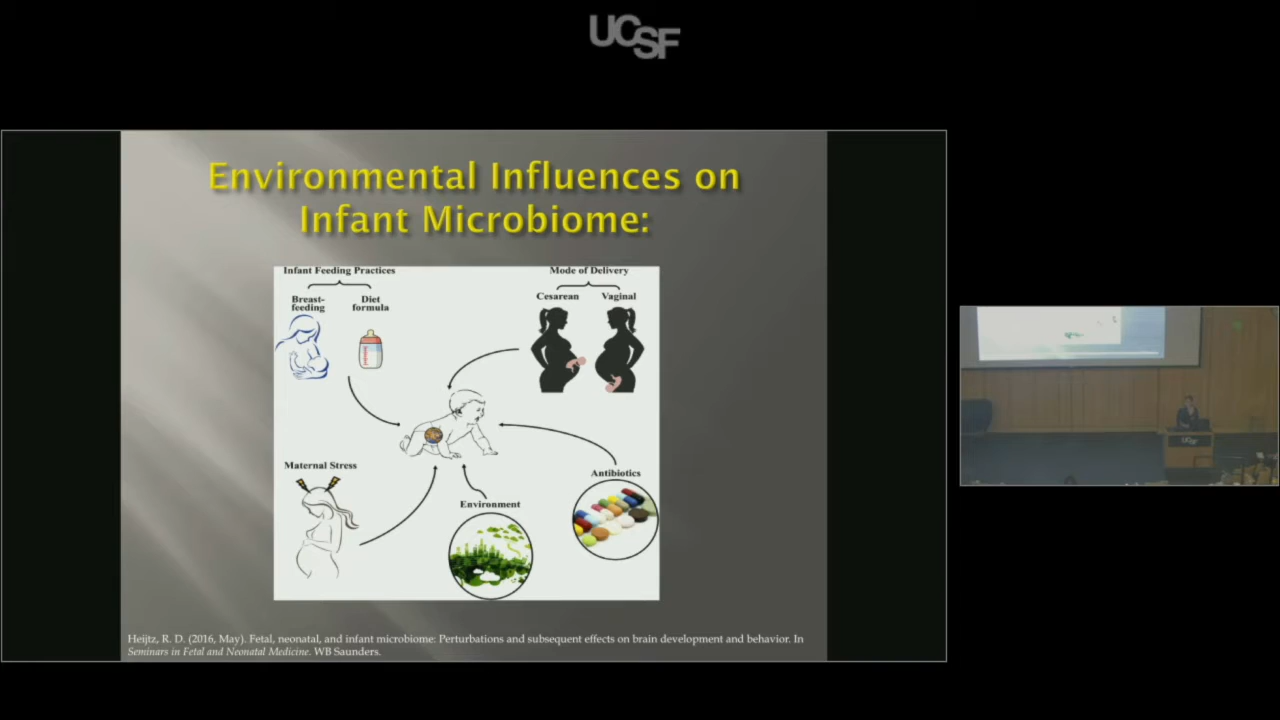 UCSF
Environmental Influences on
Infant Microbiome:
Infant Feeding Practices
Breast-
feeding
Diet
formula
Mode of Delivery
Cesarean
Vaginal
Maternal Stress
Environment
Antibiotics
Heijtz, R. D. (2016, May). Fetal, neonatal, and infant microbiome: Perturbations and subsequent effects on brain development and behavior. In
Seminars in Fetal and Neonatal Medicine. WB Saunders.
UCSF